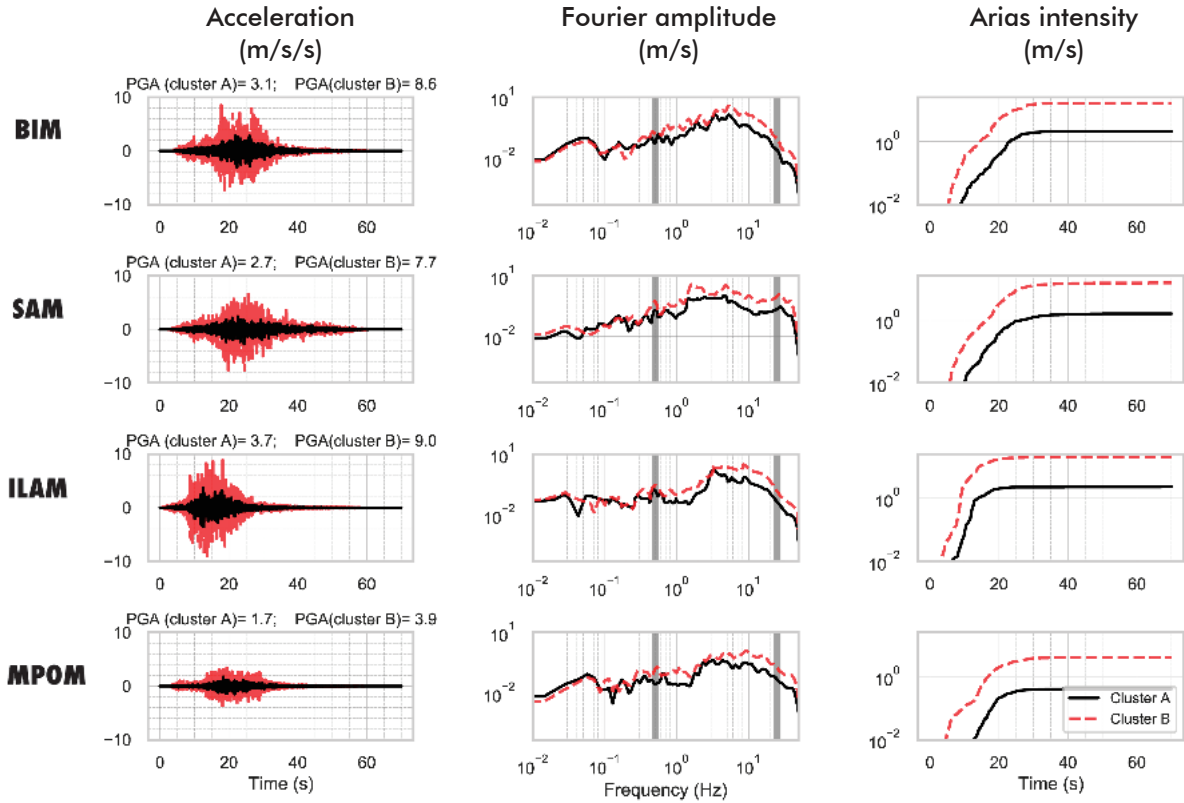 Acceleration
(m/s/s)
Fourier amplitude
(m/s)
Arias intensity
(m/s)
BIM
PGA (cluster A)= 3.1; PGA(cluster B)= 8.6
10
0
−10
0 20 40 60
10^1
10^−2
10^−2 10^−1 10^0 10^1
10^0
10^−2
0 20 40 60
SAM
PGA (cluster A)= 2.7; PGA(cluster B)= 7.7
10
0
−10
0 20 40 60
10^1
10^−2
10^−2 10^−1 10^0 10^1
10^0
10^−2
0 20 40 60
ILAM
PGA (cluster A)= 3.7; PGA(cluster B)= 9.0
10
0
−10
0 20 40 60
10^1
10^−2
10^−2 10^−1 10^0 10^1
10^0
10^−2
0 20 40 60
MPOM
PGA (cluster A)= 1.7; PGA(cluster B)= 3.9
10
0
−10
0 20 40 60
Time (s)
10^1
10^−2
10^−2 10^−1 10^0 10^1
Frequency (Hz)
10^0
10^−2
Cluster A
Cluster B
0 20 40 60
Time (s)